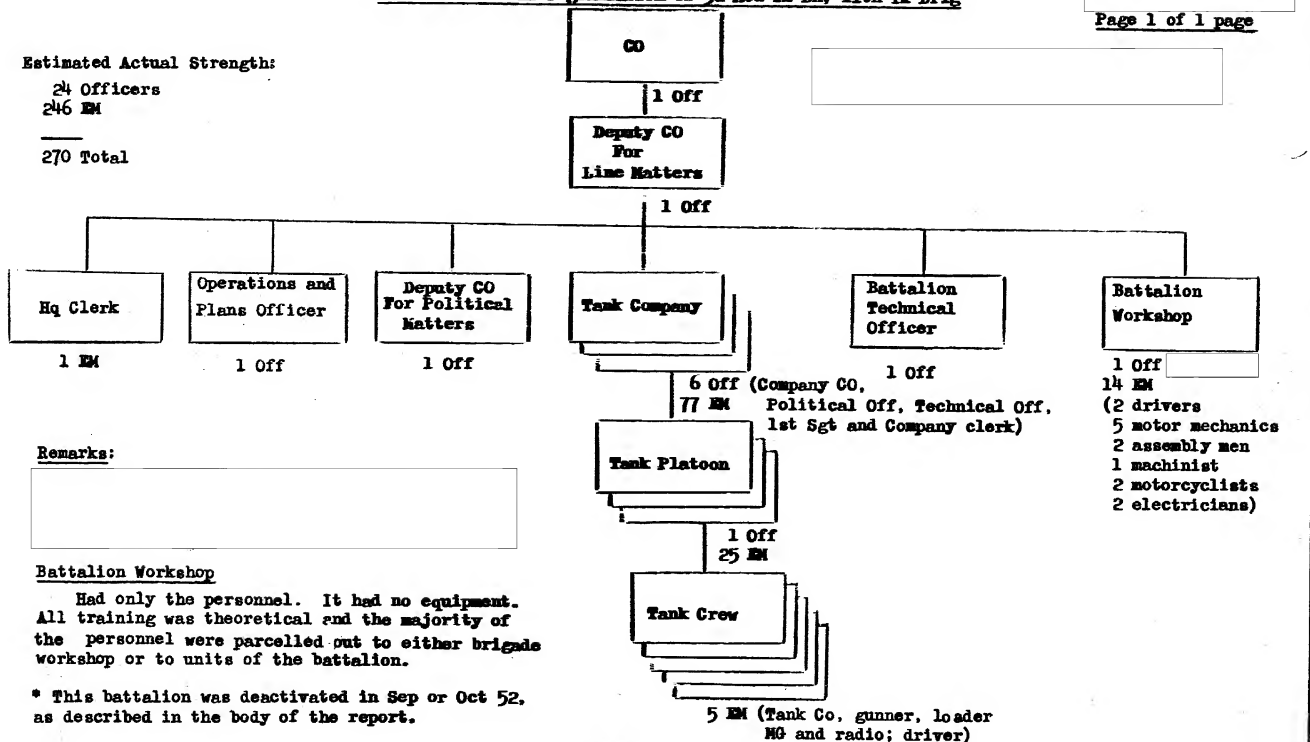 2d Med Tk Bn, 11th Tk Brig
Page 1 of 1 page
Estimated Actual Strength:
24 Officers
246 EM
270 Total
CO
1 Off
Deputy CO
For
Line Matters
1 Off
Hq Clerk
1 EM
Operations and
Plans Officer
1 Off
Deputy CO
For Political
Matters
1 Off
Tank Company
6 Off (Company CO,
77 EM Political Off, Technical Off,
1st Sgt and Company clerk)
Battalion
Technical
Officer
1 Off
Battalion
Workshop
1 Off
14 EM
(2 drivers
5 motor mechanics
2 assembly men
1 machinist
2 motorcyclists
2 electricians)
Tank Platoon
1 Off
25 EM
Tank Crew
5 EM (Tank Co, gunner, loader
MG and radio; driver)
Remarks:
Battalion Workshop
Had only the personnel. It had no equipment.
All training was theoretical and the majority of
the personnel were parcelled out to either brigade
workshop or to units of the battalion.
* This battalion was deactivated in Sep or Oct 52,
as described in the body of the report.